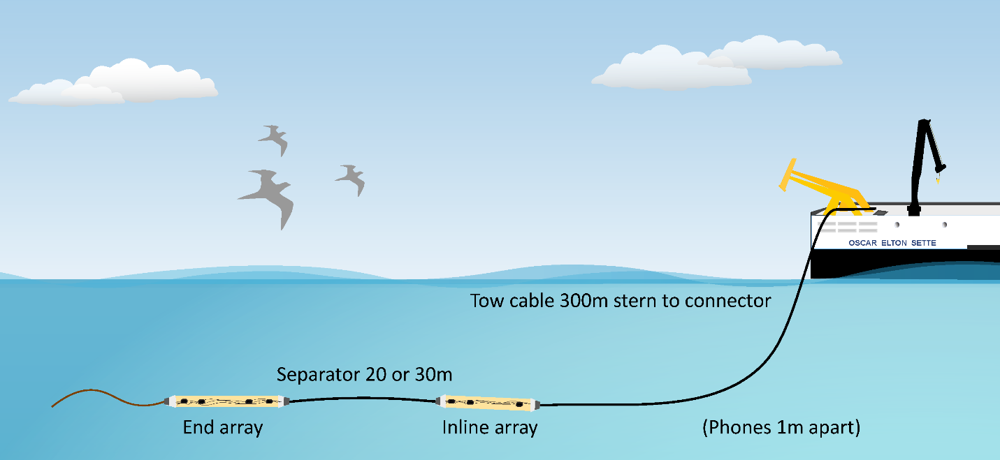 OSCAR ELTON SETTE
Tow cable 300m stern to connector
Separator 20 or 30m
End array
Inline array
(Phones 1m apart)